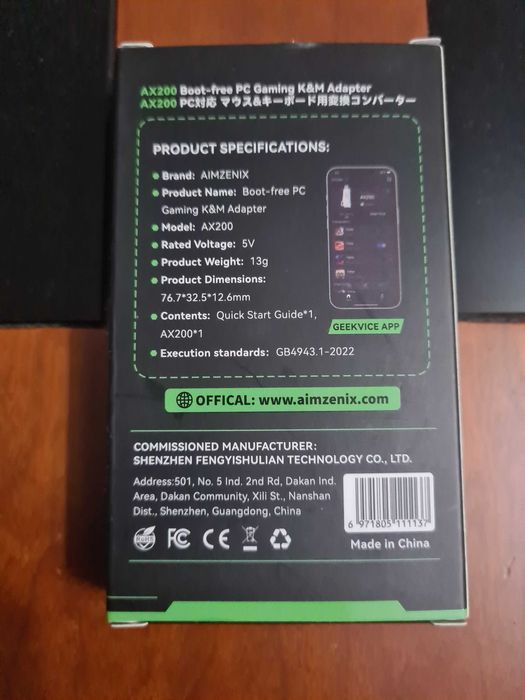 AX200 Boot-free PC Gaming K&M Adapter
AX200 PC対応 マウス&キーボード用変換コンバーター
PRODUCT SPECIFICATIONS:
Brand: AIMZENIX
Product Name: Boot-free PC
Gaming K&M Adapter
Model: AX200
Rated Voltage: 5V
Product Weight: 13g
Product Dimensions:
76.7*32.5*12.6mm
Contents: Quick Start Guide*1,
AX200*1
Execution standards: GB4943.1-2022
AX200
GEEKVICE APP
OFFICAL: www.aimzenix.com
COMMISSIONED MANUFACTURER:
SHENZHEN FENGYISHULIAN TECHNOLOGY CO., LTD.
Address:501, No. 5 Ind. 2nd Rd, Dakan Ind.
Area, Dakan Community, Xili St., Nanshan
Dist., Shenzhen, Guangdong, China
6 971805 111137
RoHS FC CE
Made in China